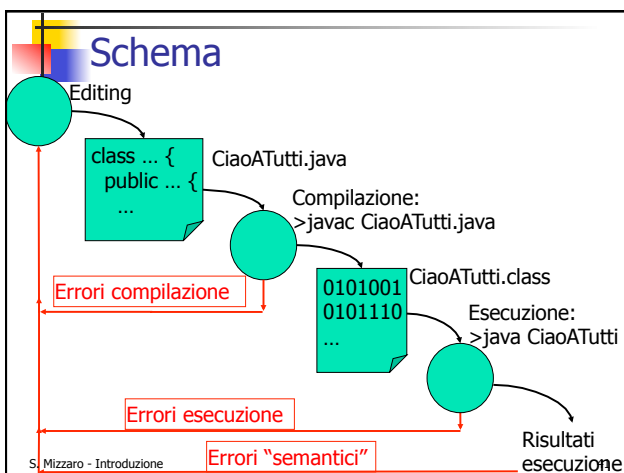 Schema
Editing
class ... {
public ... {
...
CiaoATutti.java
Compilazione:
>javac CiaoATutti.java
Errori compilazione
0101001
0101110
...
CiaoATutti.class
Esecuzione:
>java CiaoATutti
Errori esecuzione
Risultati
esecuzione
Errori “semantici”
S. Mizzaro - Introduzione